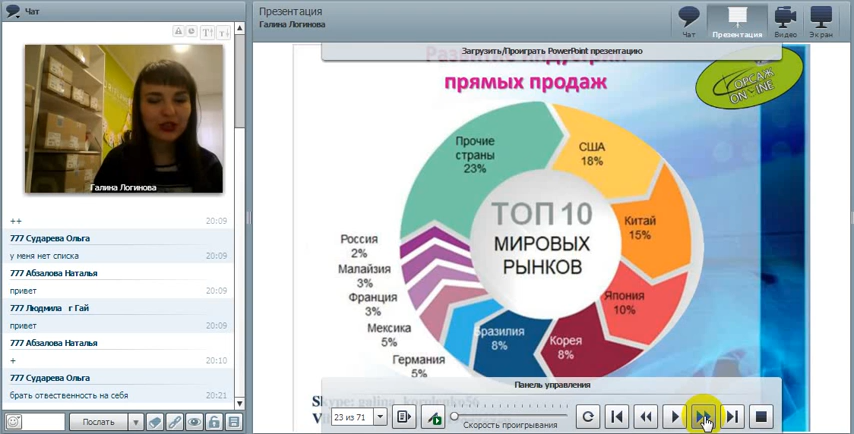 Чат
Галина Логинова
++
20:09
777 Сударева Ольга
у меня нет списка
20:09
777 Абзалова Наталья
привет
20:09
777 Людмила г Гай
привет
20:09
777 Абзалова Наталья
+
20:10
777 Сударева Ольга
брать отвественность на себя
20:21
Послать
Презентация
Галина Логинова
Чат
Презентация
Видео
Экран
Загрузить/Проиграть PowerPoint презентацию
прямых продаж
ОРСАЖ
ON-LINE
Прочие
страны
23%
США
18%
Китай
15%
Япония
10%
Корея
8%
Бразилия
8%
Германия
5%
Мексика
5%
Франция
3%
Малайзия
3%
Россия
2%
ТОП 10
МИРОВЫХ
РЫНКОВ
Панель управления
23 из 71
Скорость проигрывания